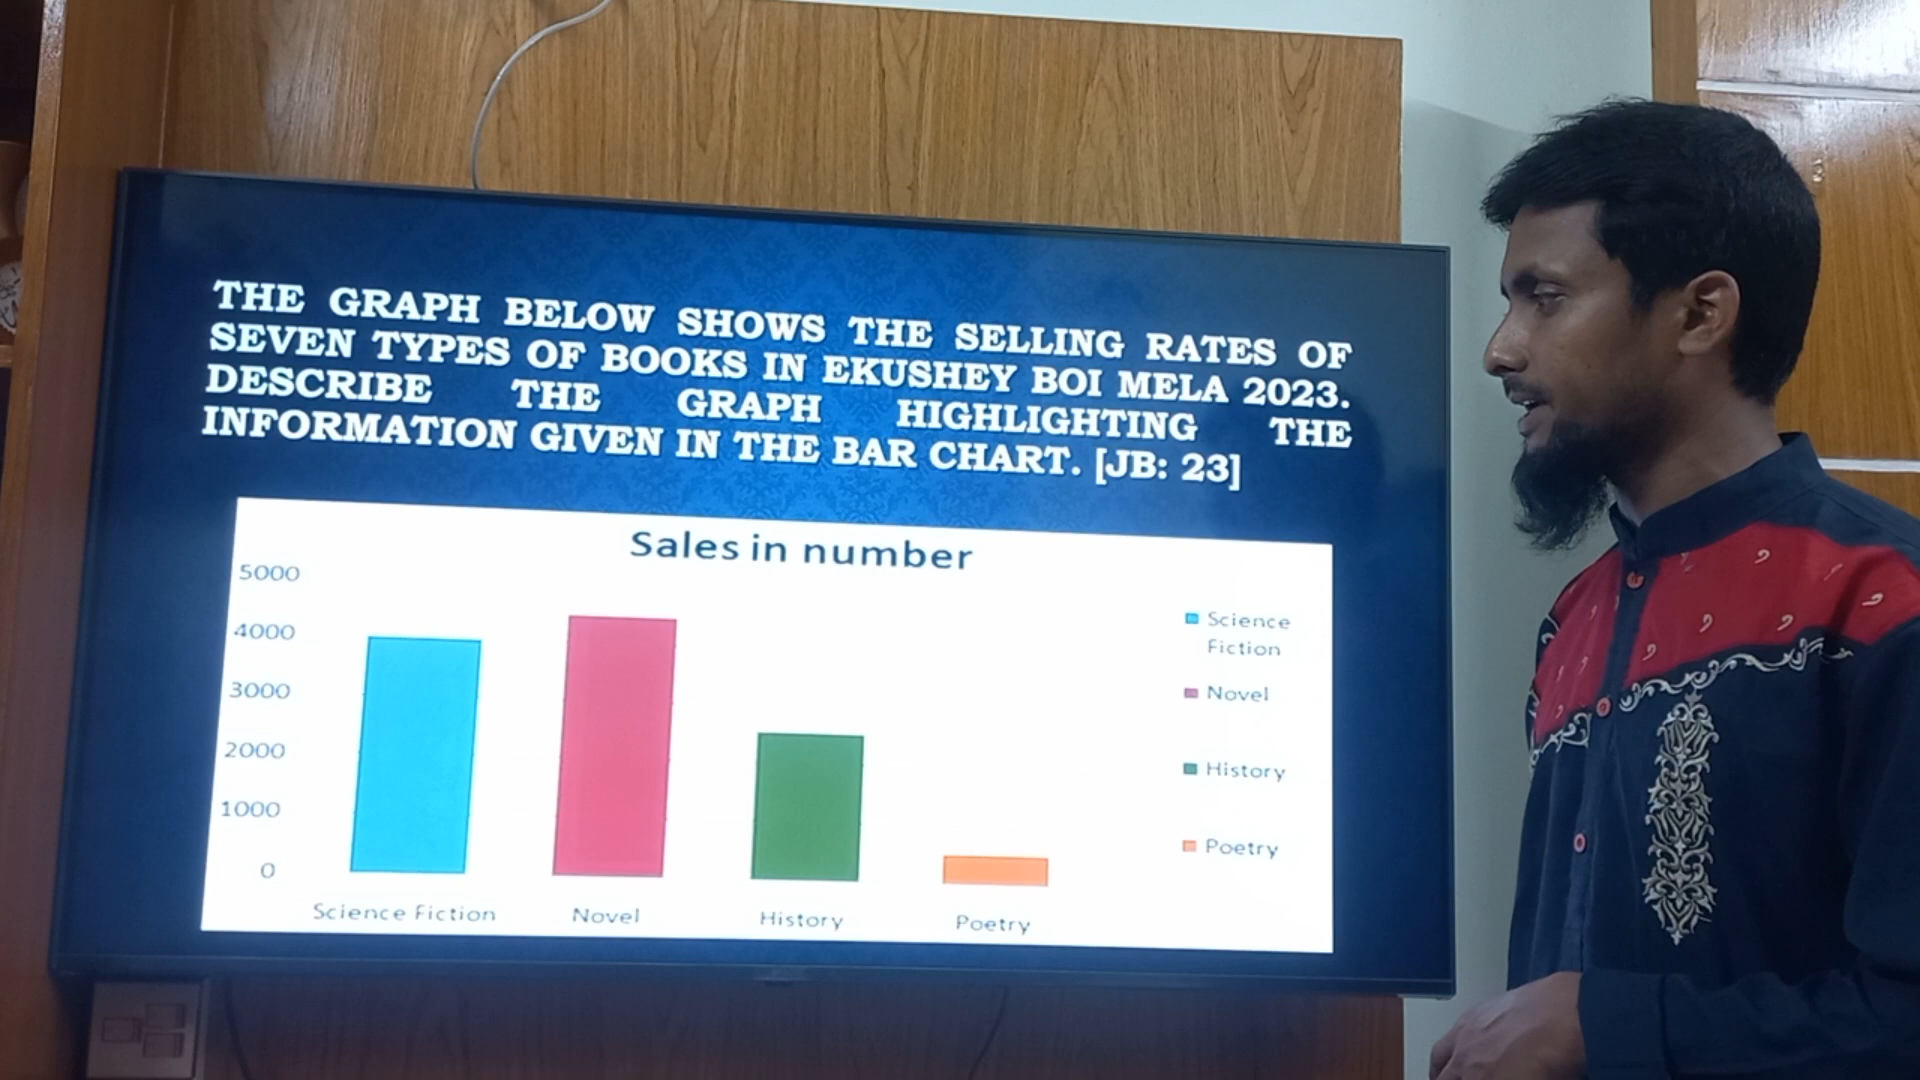 THE GRAPH BELOW SHOWS THE SELLING RATES OF
SEVEN TYPES OF BOOKS IN EKUSHEY BOI MELA 2023.
DESCRIBE THE GRAPH HIGHLIGHTING THE
INFORMATION GIVEN IN THE BAR CHART. [JB: 23]
Sales in number
5000
4000
3000
2000
1000
0
Science Fiction
Novel
History
Poetry
Science
Fiction
Novel
History
Poetry